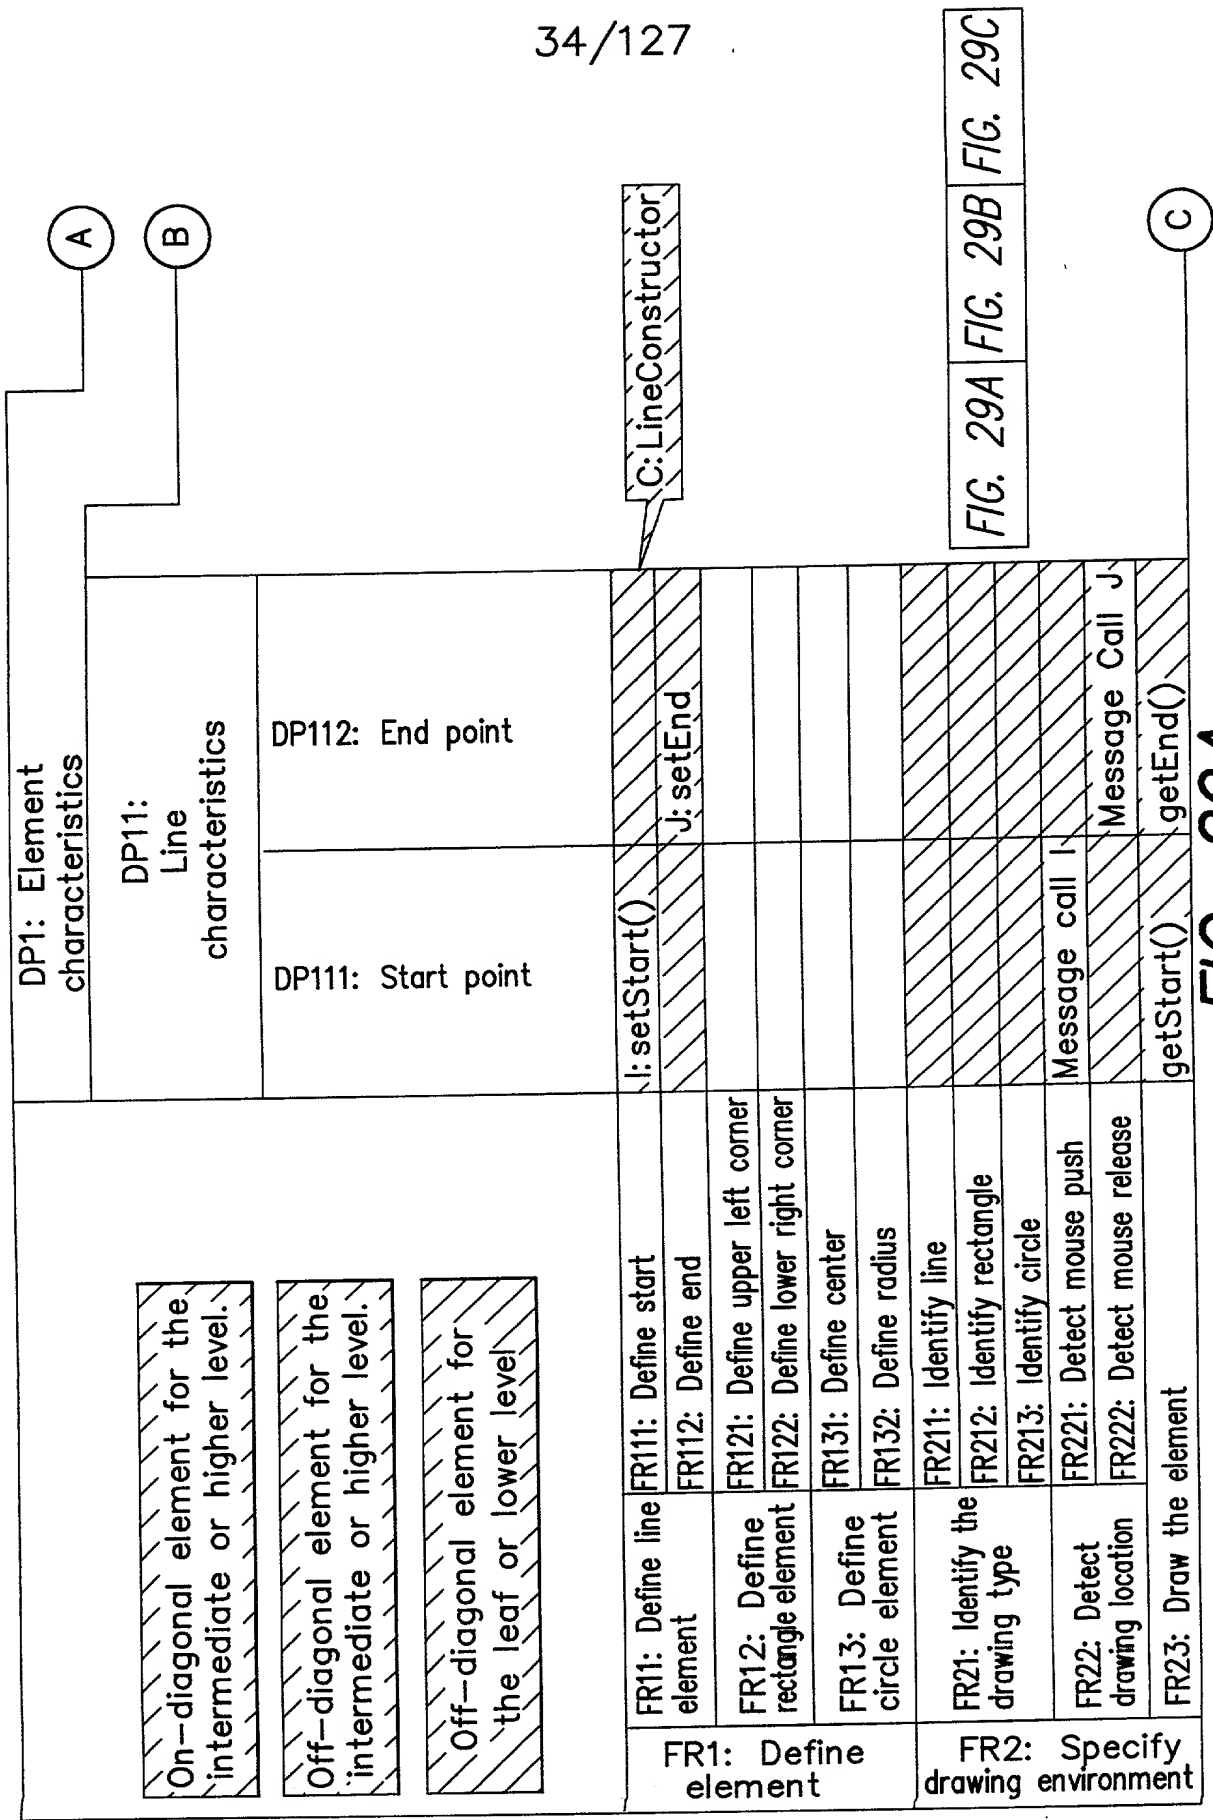 34/127
DP1: Element
characteristics
A
DP11:
Line
characteristics
B
DP111: Start point
DP112: End point
On-diagonal element for the
intermediate or higher level.
Off-diagonal element for the
intermediate or higher level.
Off-diagonal element for
the leaf or lower level
C: LineConstructor
FR1: Define
element
FR11: Define line
element
FR111: Define start
I: setStart()
FR112: Define end
J: setEnd
FR12: Define
rectangle element
FR121: Define upper left corner
FR122: Define lower right corner
FR13: Define
circle element
FR131: Define center
FR132: Define radius
FR2: Specify
drawing environment
FR21: Identify the
drawing type
FR211: Identify line
FR212: Identify rectangle
FR213: Identify circle
FR22: Detect
drawing location
FR221: Detect mouse push
Message call I
FR222: Detect mouse release
Message Call J
FR23: Draw the element
getStart()
getEnd()
C
FIG. 29A FIG. 29B FIG. 29C